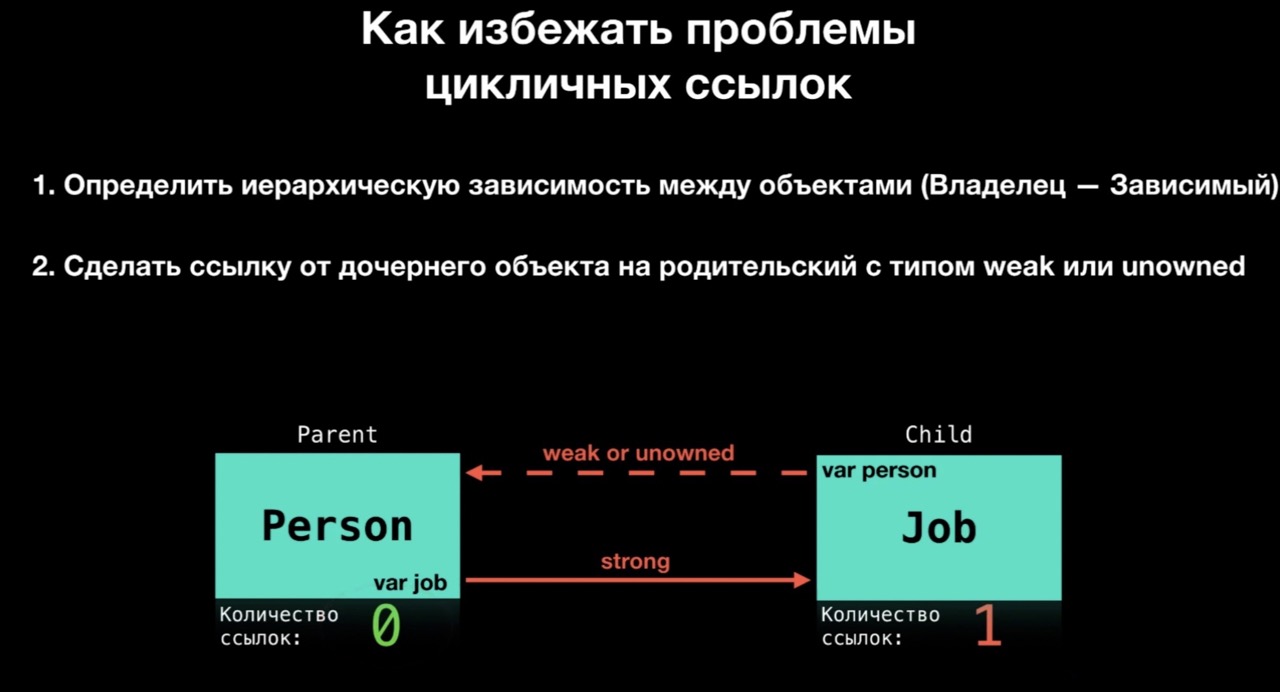 Как избежать проблемы
цикличных ссылок
1. Определить иерархическую зависимость между объектами (Владелец — Зависимый)
2. Сделать ссылку от дочернего объекта на родительский с типом weak или unowned
Parent
Child
weak or unowned
var person
Person
Job
strong
var job
Количество
ссылок:
0
Количество
ссылок:
1